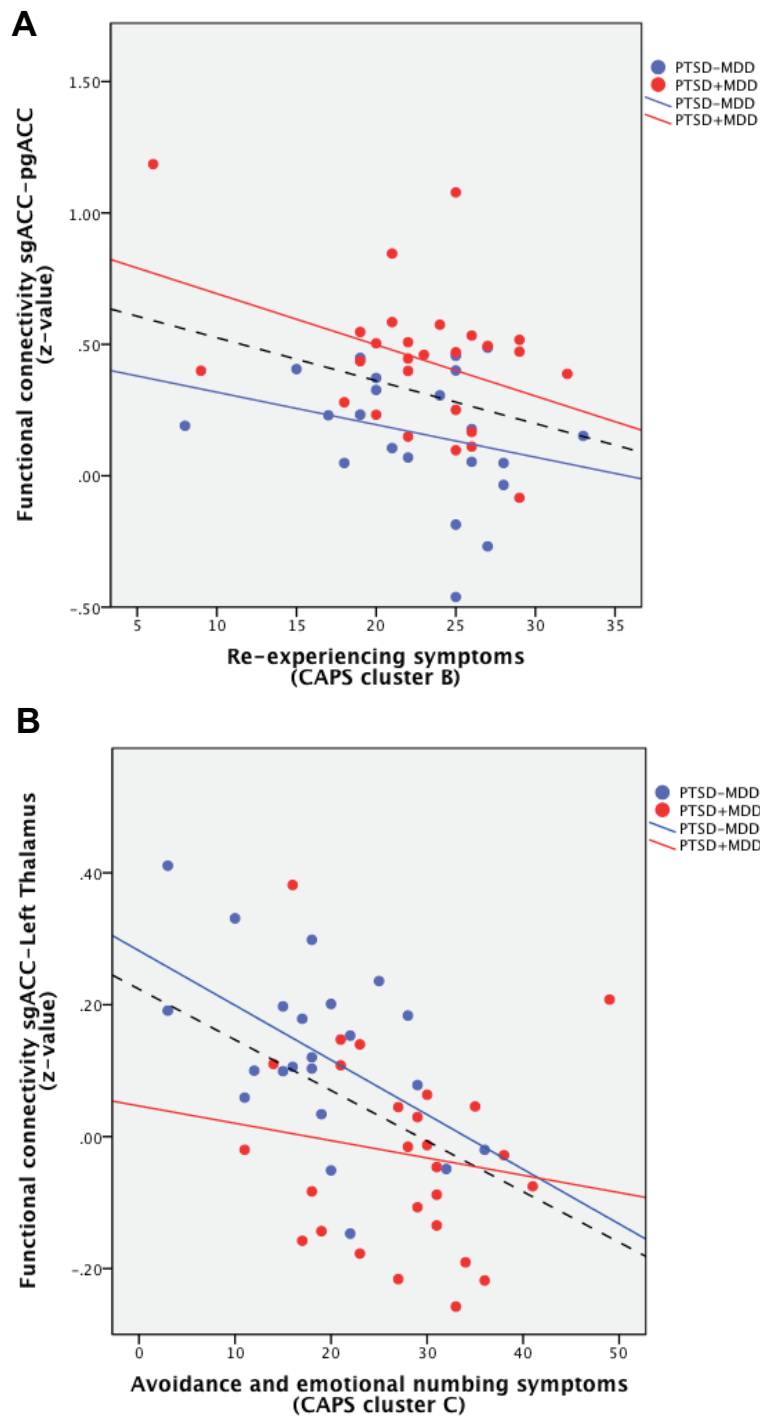 A
1.50
1.00
.50
.00
-.50
5 10 15 20 25 30 35
Functional connectivity sgACC-pgACC
(z-value)
Re-experiencing symptoms
(CAPS cluster B)
PTSD-MDD
PTSD+MDD
PTSD-MDD
PTSD+MDD
B
.40
.20
.00
-.20
0 10 20 30 40 50
Functional connectivity sgACC-Left Thalamus
(z-value)
Avoidance and emotional numbing symptoms
(CAPS cluster C)
PTSD-MDD
PTSD+MDD
PTSD-MDD
PTSD+MDD